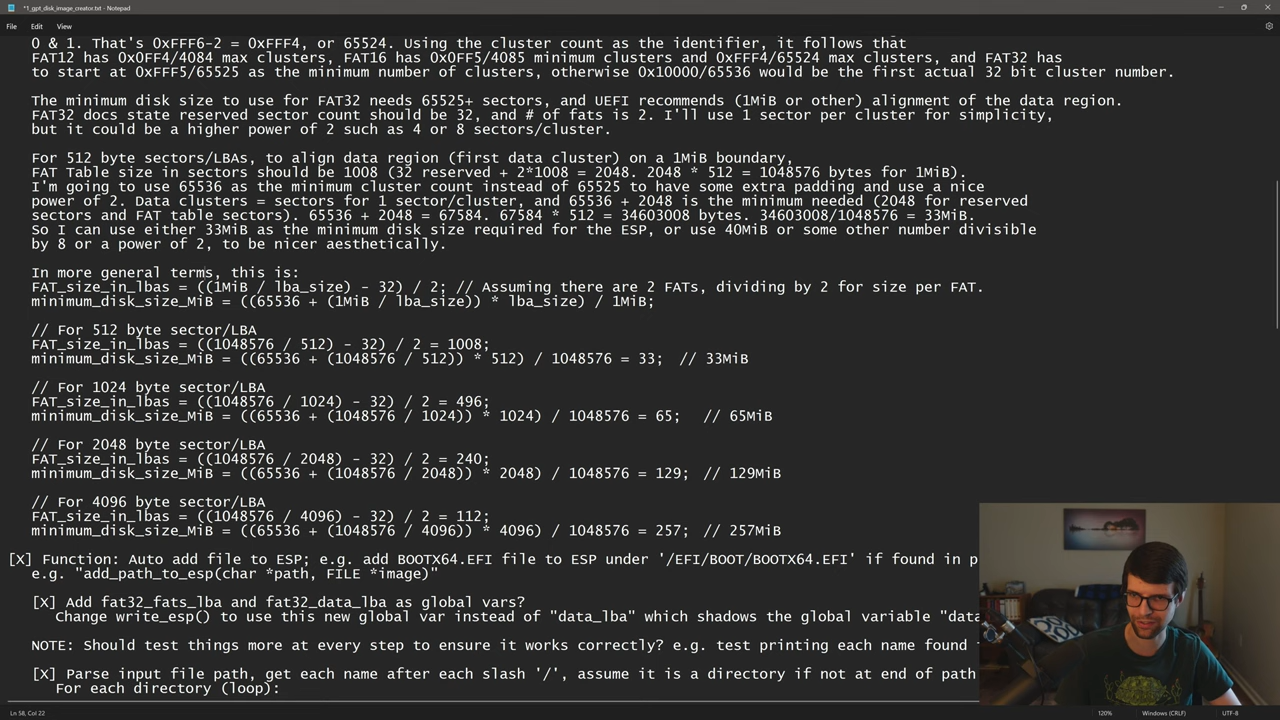 *1_gpt_disk_image_creator.txt - Notepad
File Edit View
0 & 1. That's 0xFFF6-2 = 0xFFF4, or 65524. Using the cluster count as the identifier, it follows that
FAT12 has 0x0FF4/4084 max clusters, FAT16 has 0x0FF5/4085 minimum clusters and 0xFFF4/65524 max clusters, and FAT32 has
to start at 0xFFF5/65525 as the minimum number of clusters, otherwise 0x10000/65536 would be the first actual 32 bit cluster number.
The minimum disk size to use for FAT32 needs 65525+ sectors, and UEFI recommends (1MiB or other) alignment of the data region.
FAT32 docs state reserved sector count should be 32, and # of fats is 2. I'll use 1 sector per cluster for simplicity,
but it could be a higher power of 2 such as 4 or 8 sectors/cluster.
For 512 byte sectors/LBAs, to align data region (first data cluster) on a 1MiB boundary,
FAT Table size in sectors should be 1008 (32 reserved + 2*1008 = 2048. 2048 * 512 = 1048576 bytes for 1MiB).
I'm going to use 65536 as the minimum cluster count instead of 65525 to have some extra padding and use a nice
power of 2. Data clusters = sectors for 1 sector/cluster, and 65536 + 2048 is the minimum needed (2048 for reserved
sectors and FAT table sectors). 65536 + 2048 = 67584. 67584 * 512 = 34603008 bytes. 34603008/1048576 = 33MiB.
So I can use either 33MiB as the minimum disk size required for the ESP, or use 40MiB or some other number divisible
by 8 or a power of 2, to be nicer aesthetically.
In more general terms, this is:
FAT_size_in_lbas = ((1MiB / lba_size) - 32) / 2; // Assuming there are 2 FATs, dividing by 2 for size per FAT.
minimum_disk_size_MiB = ((65536 + (1MiB / lba_size)) * lba_size) / 1MiB;
// For 512 byte sector/LBA
FAT_size_in_lbas = ((1048576 / 512) - 32) / 2 = 1008;
minimum_disk_size_MiB = ((65536 + (1048576 / 512)) * 512) / 1048576 = 33; // 33MiB
// For 1024 byte sector/LBA
FAT_size_in_lbas = ((1048576 / 1024) - 32) / 2 = 496;
minimum_disk_size_MiB = ((65536 + (1048576 / 1024)) * 1024) / 1048576 = 65; // 65MiB
// For 2048 byte sector/LBA
FAT_size_in_lbas = ((1048576 / 2048) - 32) / 2 = 240;
minimum_disk_size_MiB = ((65536 + (1048576 / 2048)) * 2048) / 1048576 = 129; // 129MiB
// For 4096 byte sector/LBA
FAT_size_in_lbas = ((1048576 / 4096) - 32) / 2 = 112;
minimum_disk_size_MiB = ((65536 + (1048576 / 4096)) * 4096) / 1048576 = 257; // 257MiB
[X] Function: Auto add file to ESP; e.g. add BOOTX64.EFI file to ESP under '/EFI/BOOT/BOOTX64.EFI' if found in p
e.g. "add_path_to_esp(char *path, FILE *image)"
[X] Add fat32_fats_lba and fat32_data_lba as global vars?
Change write_esp() to use this new global var instead of "data_lba" which shadows the global variable "data
NOTE: Should test things more at every step to ensure it works correctly? e.g. test printing each name found
[X] Parse input file path, get each name after each slash '/', assume it is a directory if not at end of path
For each directory (loop):
Ln 58, Col 22 120% Windows (CRLF) UTF-8